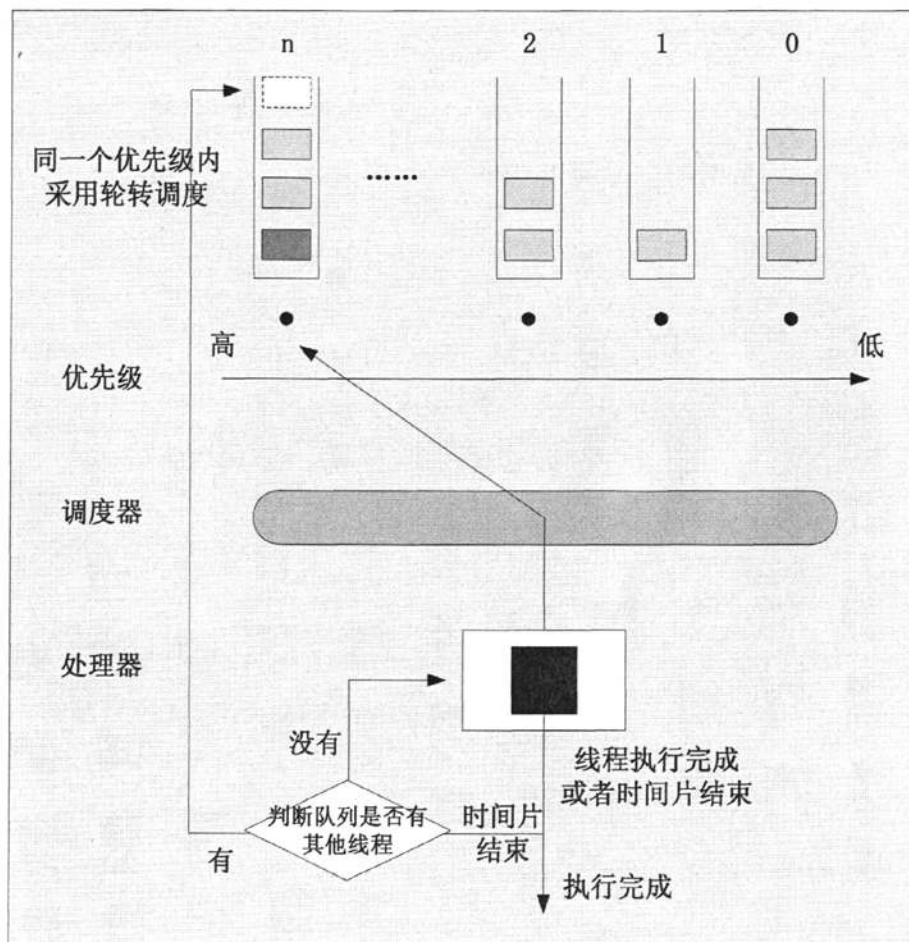 n 2 1 0
同一个优先级内
采用轮转调度
……
高 低
优先级
调度器
处理器
没有
线程执行完成
或者时间片结束
判断队列是否有
其他线程
时间片
结束
有
执行完成